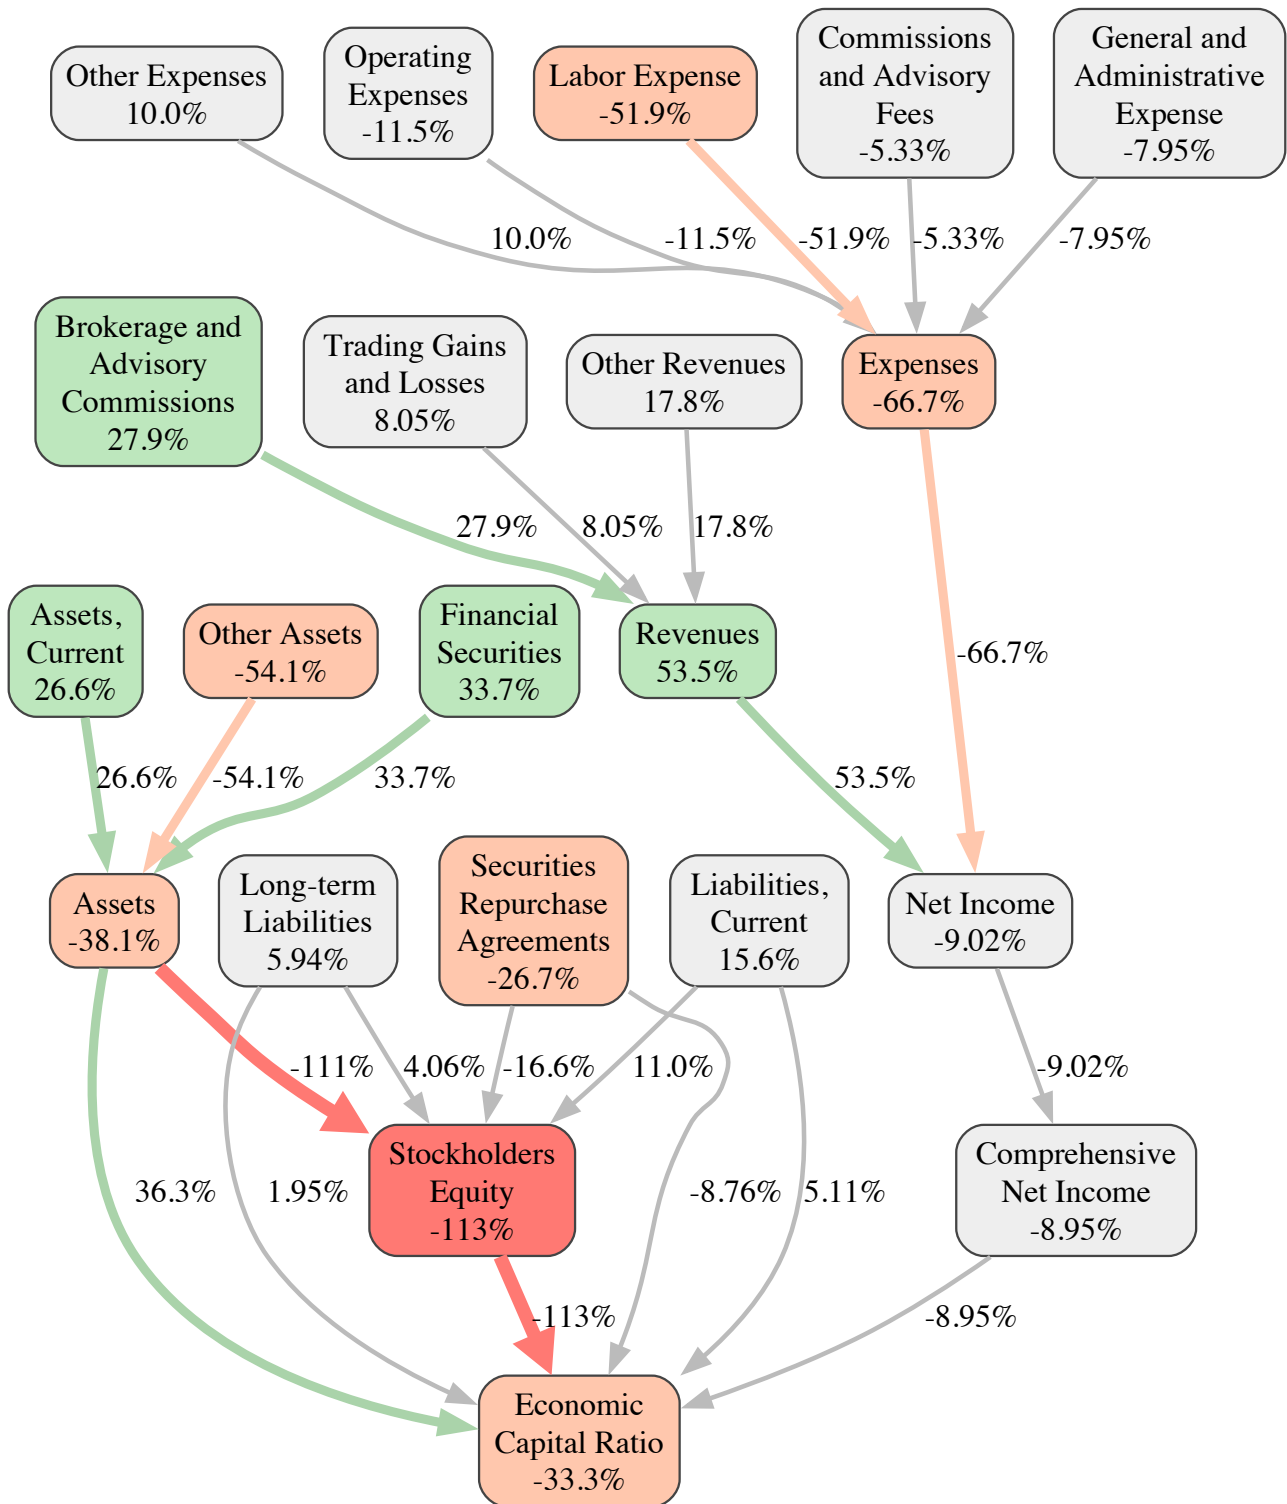 Other Expenses
10.0%
Operating
Expenses
-11.5%
Labor Expense
-51.9%
Commissions
and Advisory
Fees
-5.33%
General and
Administrative
Expense
-7.95%
10.0%
-11.5%
-51.9%
-5.33%
-7.95%
Brokerage and
Advisory
Commissions
27.9%
Trading Gains
and Losses
8.05%
Other Revenues
17.8%
Expenses
-66.7%
27.9%
8.05%
17.8%
Assets,
Current
26.6%
Other Assets
-54.1%
Financial
Securities
33.7%
Revenues
53.5%
-66.7%
26.6%
-54.1%
33.7%
53.5%
Assets
-38.1%
Long-term
Liabilities
5.94%
Securities
Repurchase
Agreements
-26.7%
Liabilities,
Current
15.6%
Net Income
-9.02%
-111%
4.06%
-16.6%
11.0%
-9.02%
Stockholders
Equity
-113%
Comprehensive
Net Income
-8.95%
36.3%
1.95%
-8.76%
5.11%
-113%
-8.95%
Economic
Capital Ratio
-33.3%